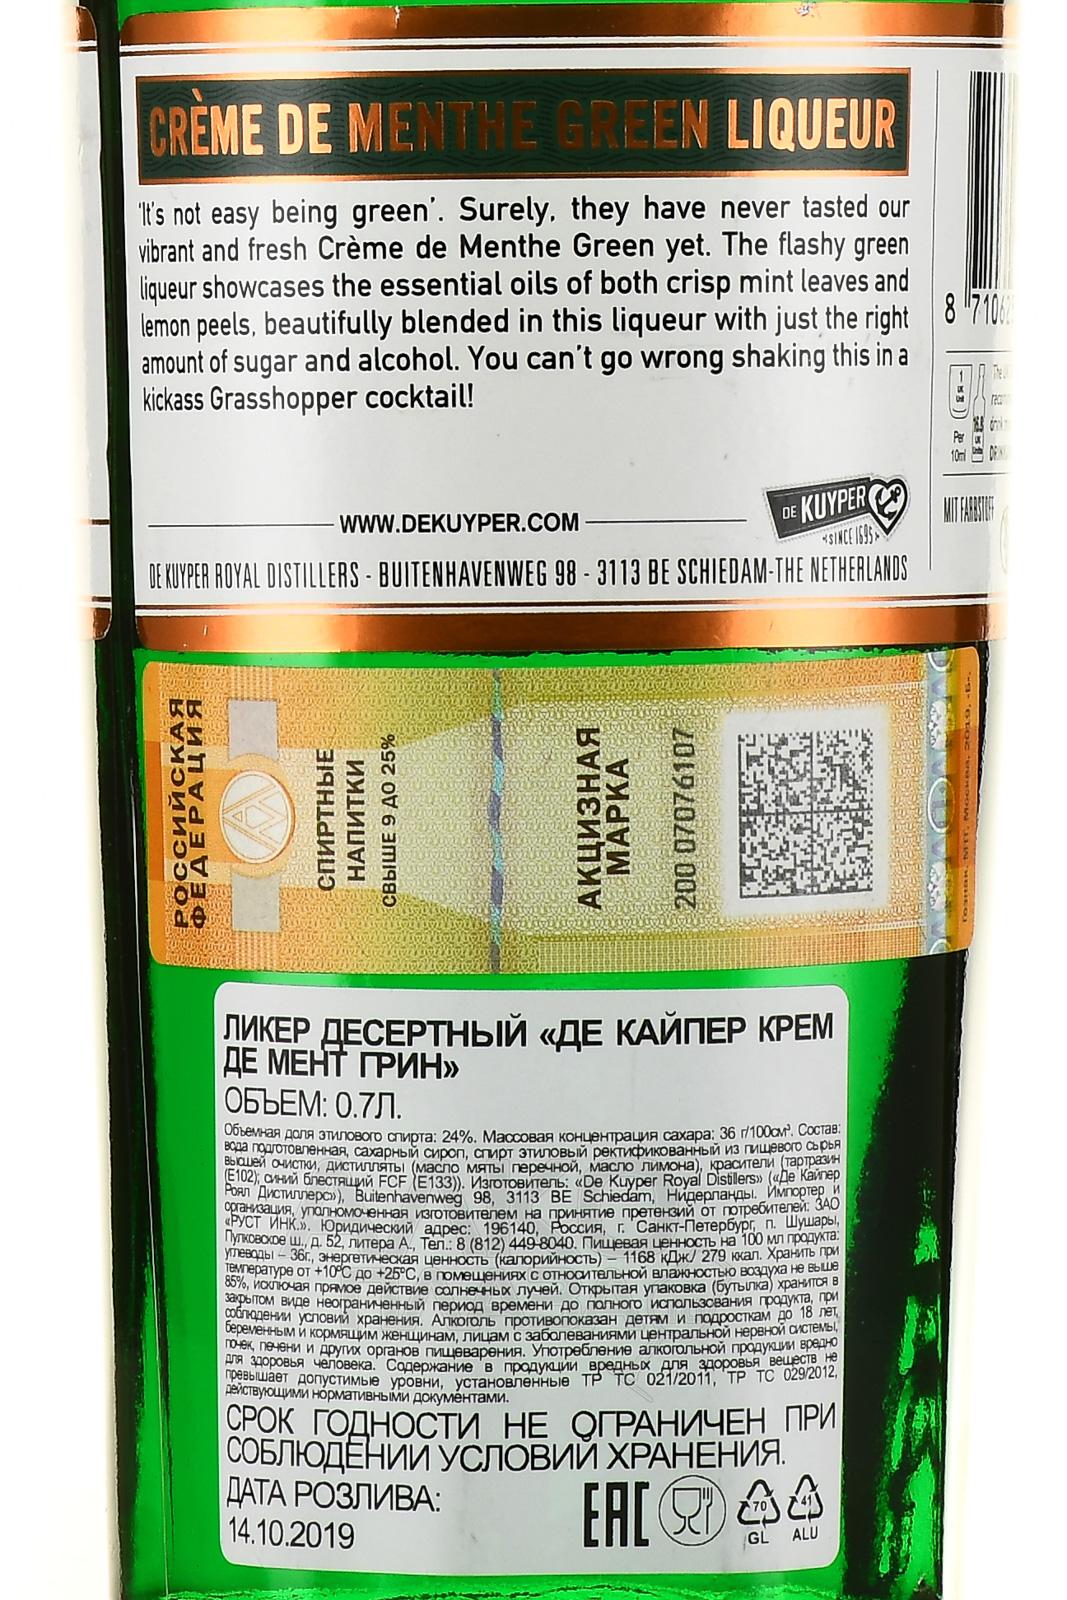 CRÈME DE MENTHE GREEN LIQUEUR
'It's not easy being green'. Surely, they have never tasted our
vibrant and fresh Crème de Menthe Green yet. The flashy green
liqueur showcases the essential oils of both crisp mint leaves and
lemon peels, beautifully blended in this liqueur with just the right
amount of sugar and alcohol. You can't go wrong shaking this in a
kickass Grasshopper cocktail!
DE KUYPER
SINCE 1695
WWW.DEKUYPER.COM
DE KUYPER ROYAL DISTILLERS - BUITENHAVENWEG 98 - 3113 BE SCHIEDAM-THE NETHERLANDS
8 71062
1
UK
Unit
Per
10ml
16.8
UK
Units
MIT FARBSTOFF
РОССИЙСКАЯ
ФЕДЕРАЦИЯ
СПИРТНЫЕ
НАПИТКИ
СВЫШЕ 9 ДО 25%
АКЦИЗНАЯ
МАРКА
200 07076107
Гознак, МТГ, Москва, 2019, «Б».
ЛИКЕР ДЕСЕРТНЫЙ «ДЕ КАЙПЕР КРЕМ
ДЕ МЕНТ ГРИН»
ОБЪЕМ: 0.7Л.
Объемная доля этилового спирта: 24%. Массовая концентрация сахара: 36 г/100см³. Состав:
вода подготовленная, сахарный сироп, спирт этиловый ректификованный из пищевого сырья
высшей очистки, дистилляты (масло мяты перечной, масло лимона), красители (тартразин
(E102); синий блестящий FCF (E133)). Изготовитель: «De Kuyper Royal Distillers» («Де Кайпер
Роял Дистиллерс»), Buitenhavenweg 98, 3113 BE Schiedam, Нидерланды. Импортер и
организация, уполномоченная изготовителем на принятие претензий от потребителей: ЗАО
«РУСТ ИНК.». Юридический адрес: 196140, Россия, г. Санкт-Петербург, п. Шушары,
Пулковское ш., д. 52, литера А., Тел.: 8 (812) 449-8040. Пищевая ценность на 100 мл продукта:
углеводы – 36г., энергетическая ценность (калорийность) – 1168 кДж/ 279 ккал. Хранить при
температуре от +10°С до +25°С, в помещениях с относительной влажностью воздуха не выше
85%, исключая прямое действие солнечных лучей. Открытая упаковка (бутылка) хранится в
закрытом виде неограниченный период времени до полного использования продукта, при
соблюдении условий хранения. Алкоголь противопоказан детям и подросткам до 18 лет,
беременным и кормящим женщинам, лицам с заболеваниями центральной нервной системы,
почек, печени и других органов пищеварения. Употребление алкогольной продукции вредно
для здоровья человека. Содержание в продукции вредных для здоровья веществ не
превышает допустимые уровни, установленные ТР ТС 021/2011, ТР ТС 029/2012,
действующими нормативными документами.
СРОК ГОДНОСТИ НЕ ОГРАНИЧЕН ПРИ
СОБЛЮДЕНИИ УСЛОВИЙ ХРАНЕНИЯ.
ДАТА РОЗЛИВА:
14.10.2019
EAC
70
GL
41
ALU